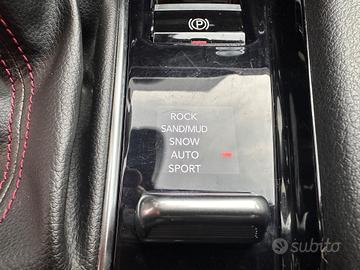 (P)
ROCK
SAND/MUD
SNOW
AUTO
SPORT
subito